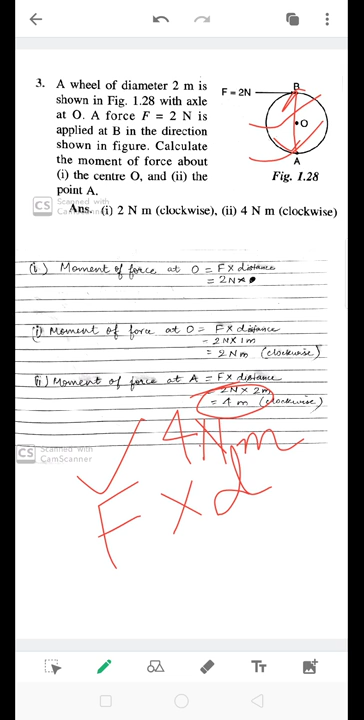 3. A wheel of diameter 2 m is
shown in Fig. 1.28 with axle
at O. A force F = 2 N is
applied at B in the direction
shown in figure. Calculate
the moment of force about
(i) the centre O, and (ii) the
point A.
F = 2N
B
O
A
Fig. 1.28
CS Scanned with
CamScanner
Ans. (i) 2 N m (clockwise), (ii) 4 N m (clockwise)
(i.) Moment of force at O = F x distance
= 2N x
(i) Moment of force at O = F x distance
= 2N x 1m
= 2Nm (clockwise)
(ii) Moment of force at A = F x distance
= 2N x 2m
= 4 m (clockwise)
4Nm
CS Scanned with
CamScanner
F x d
TT